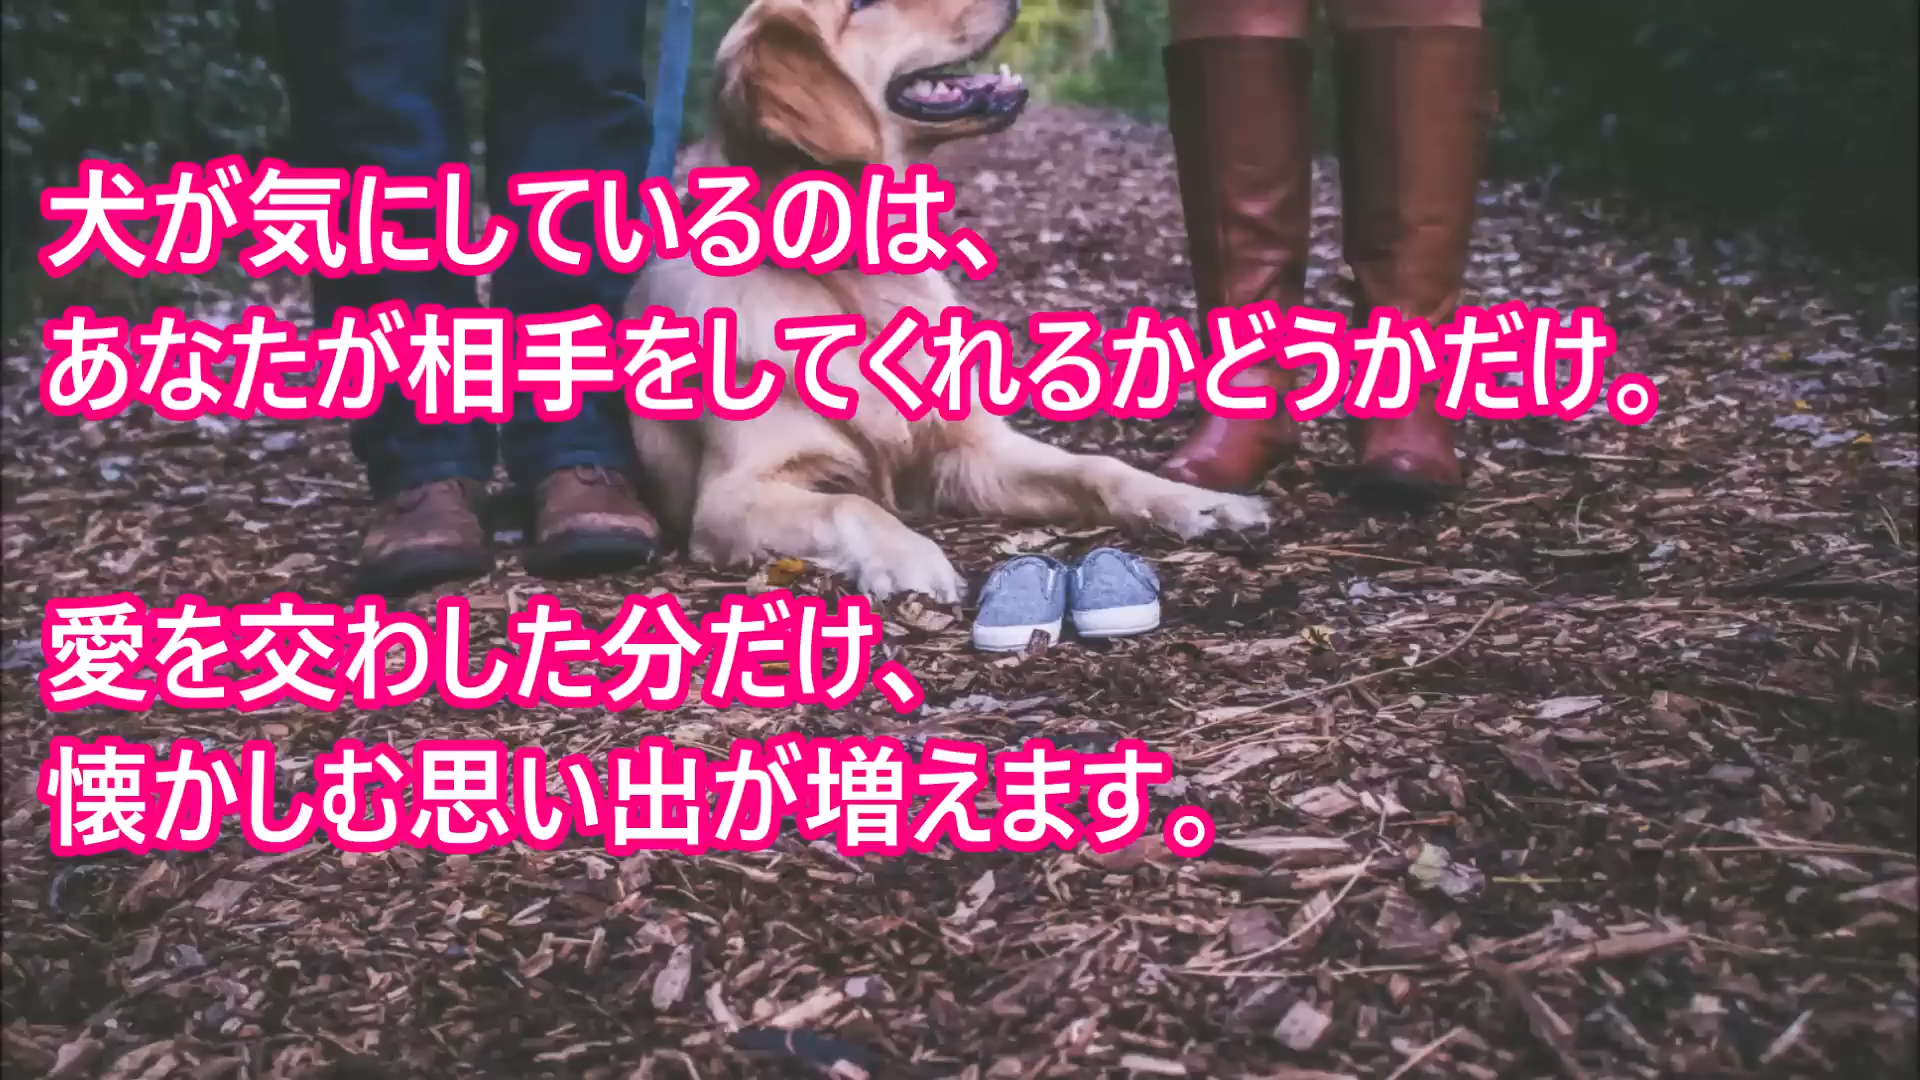 犬が気にしているのは、
あなたが相手をしてくれるかどうかだけ。
愛を交わした分だけ、
懐かしむ思い出が増えます。